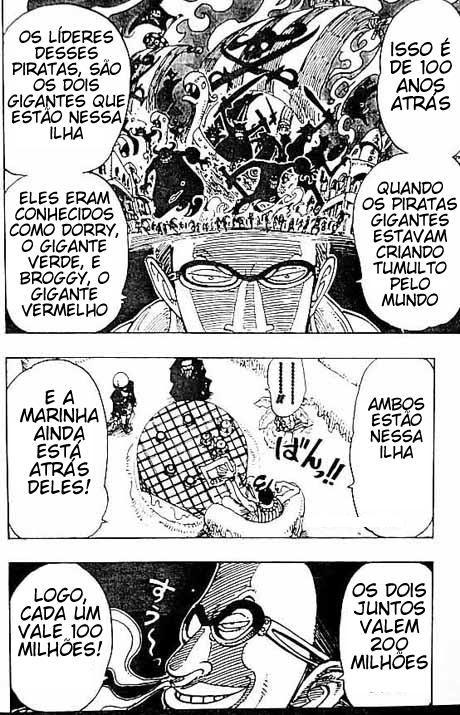 ISSO É
DE 100
ANOS
ATRÁS
QUANDO
OS PIRATAS
GIGANTES
ESTAVAM
CRIANDO
TUMULTO
PELO
MUNDO
OS LÍDERES
DESSES
PIRATAS, SÃO
OS DOIS
GIGANTES QUE
ESTÃO NESSA
ILHA
ELES ERAM
CONHECIDOS
COMO DORRY,
O GIGANTE
VERDE, E
BROGGY, O
GIGANTE
VERMELHO
AMBOS
ESTÃO
NESSA
ILHA
ばんっ!!
E A
MARINHA
AINDA
ESTÁ
ATRÁS
DELES!
OS DOIS
JUNTOS
VALEM
200
MILHÕES
すぅ〜〜
LOGO,
CADA UM
VALE 100
MILHÕES!